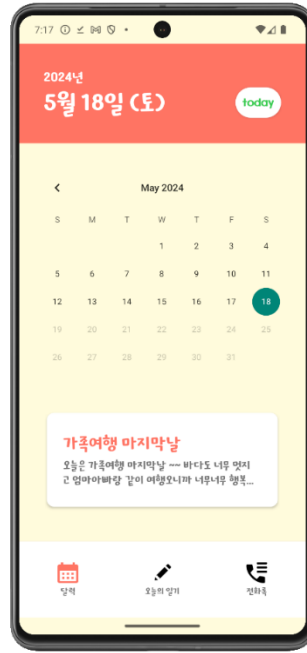 7:17
2024년
5월 18일 (토)
today
May 2024
S M T W T F S
1 2 3 4
5 6 7 8 9 10 11
12 13 14 15 16 17 18
19 20 21 22 23 24 25
26 27 28 29 30 31
가족여행 마지막날
오늘은 가족여행 마지막날 ~~ 바다도 너무 멋지
고 엄마아빠랑 같이 여행오니까 너무너무 행복...
달력 오늘의 일기 전화목